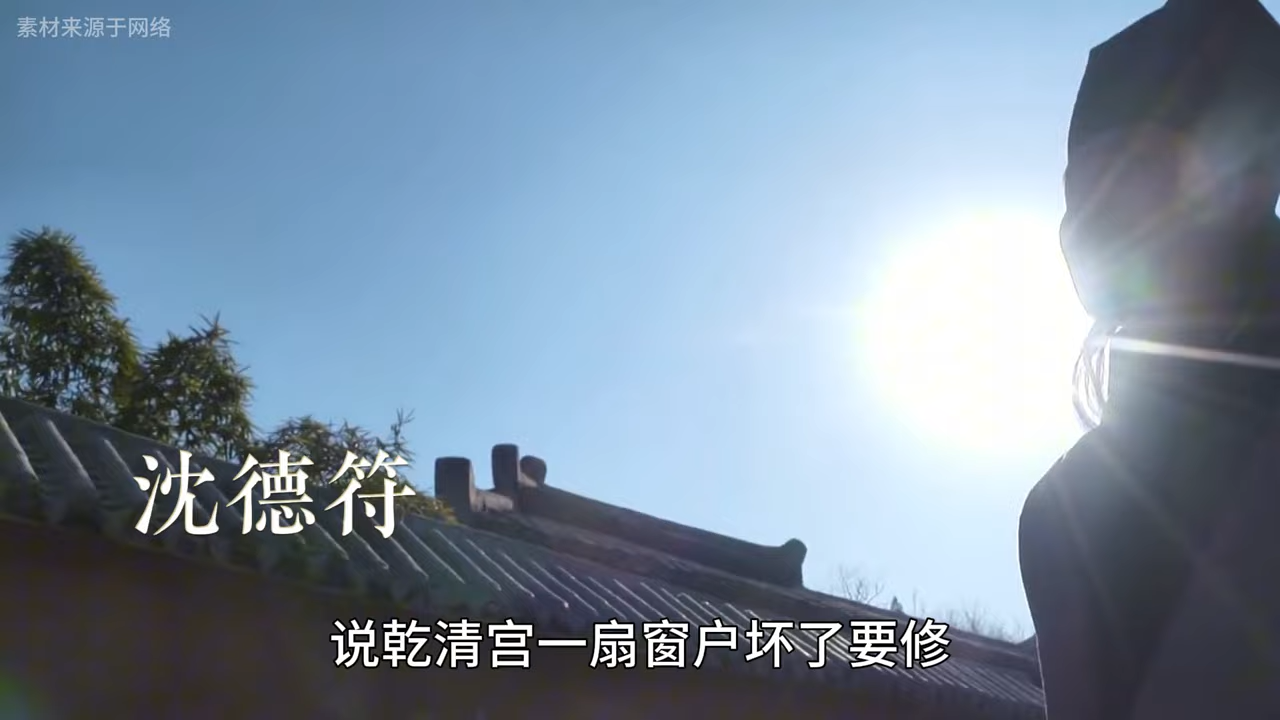 素材来源于网络
沈德符
说乾清宫一扇窗户坏了要修